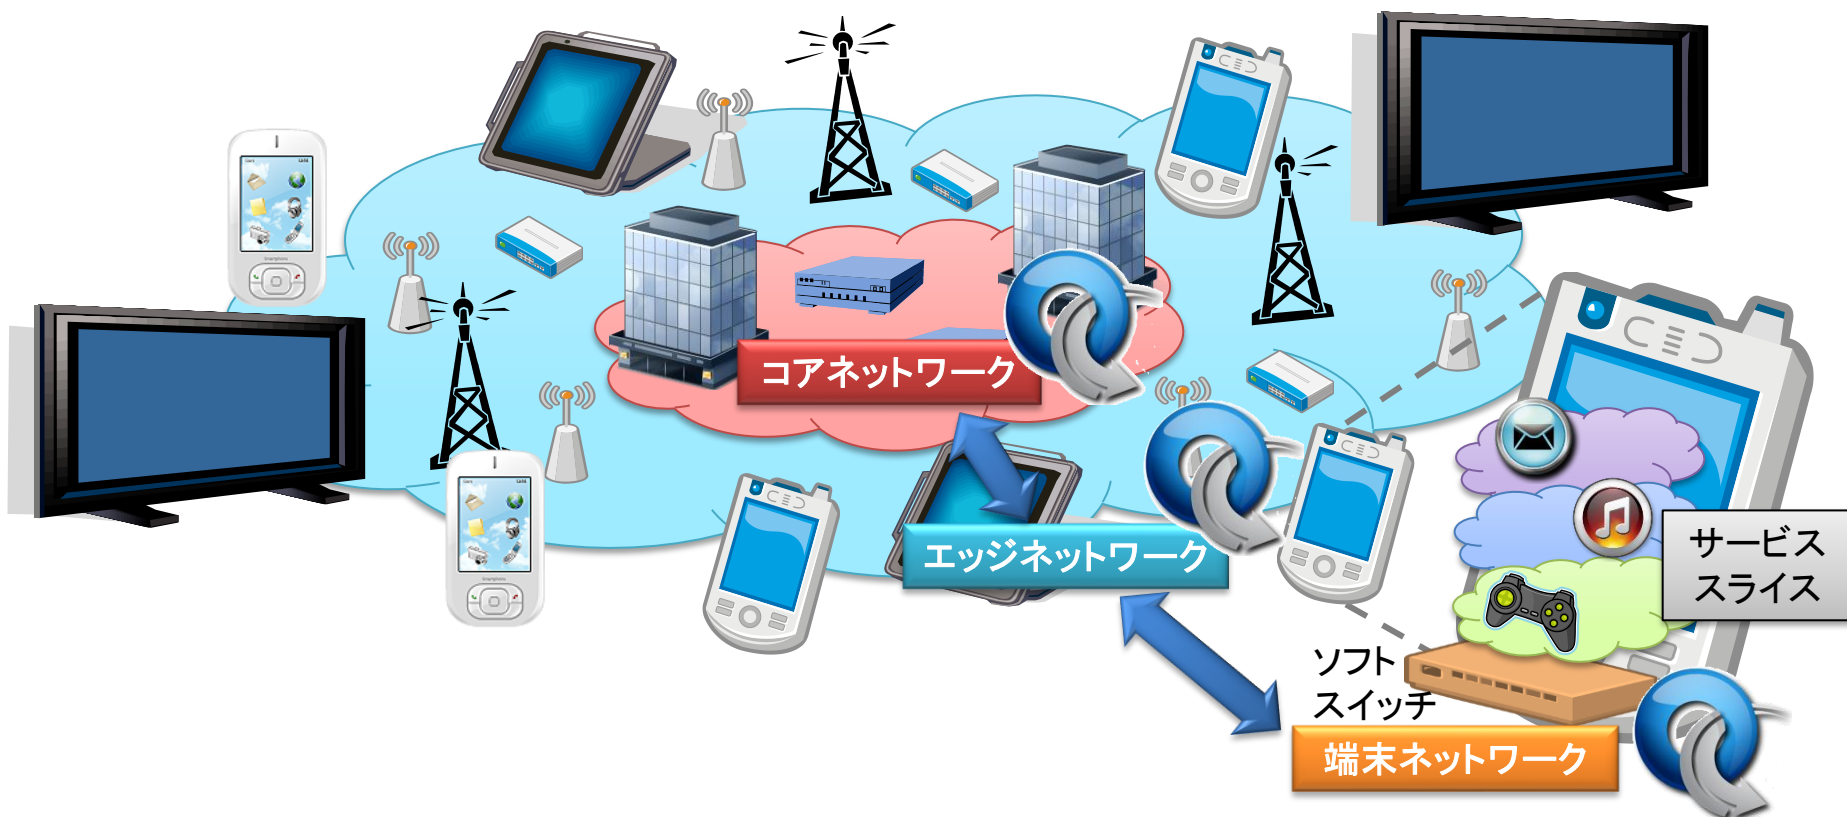 コアネットワーク
エッジネットワーク
サービス
スライス
ソフト
スイッチ
端末ネットワーク